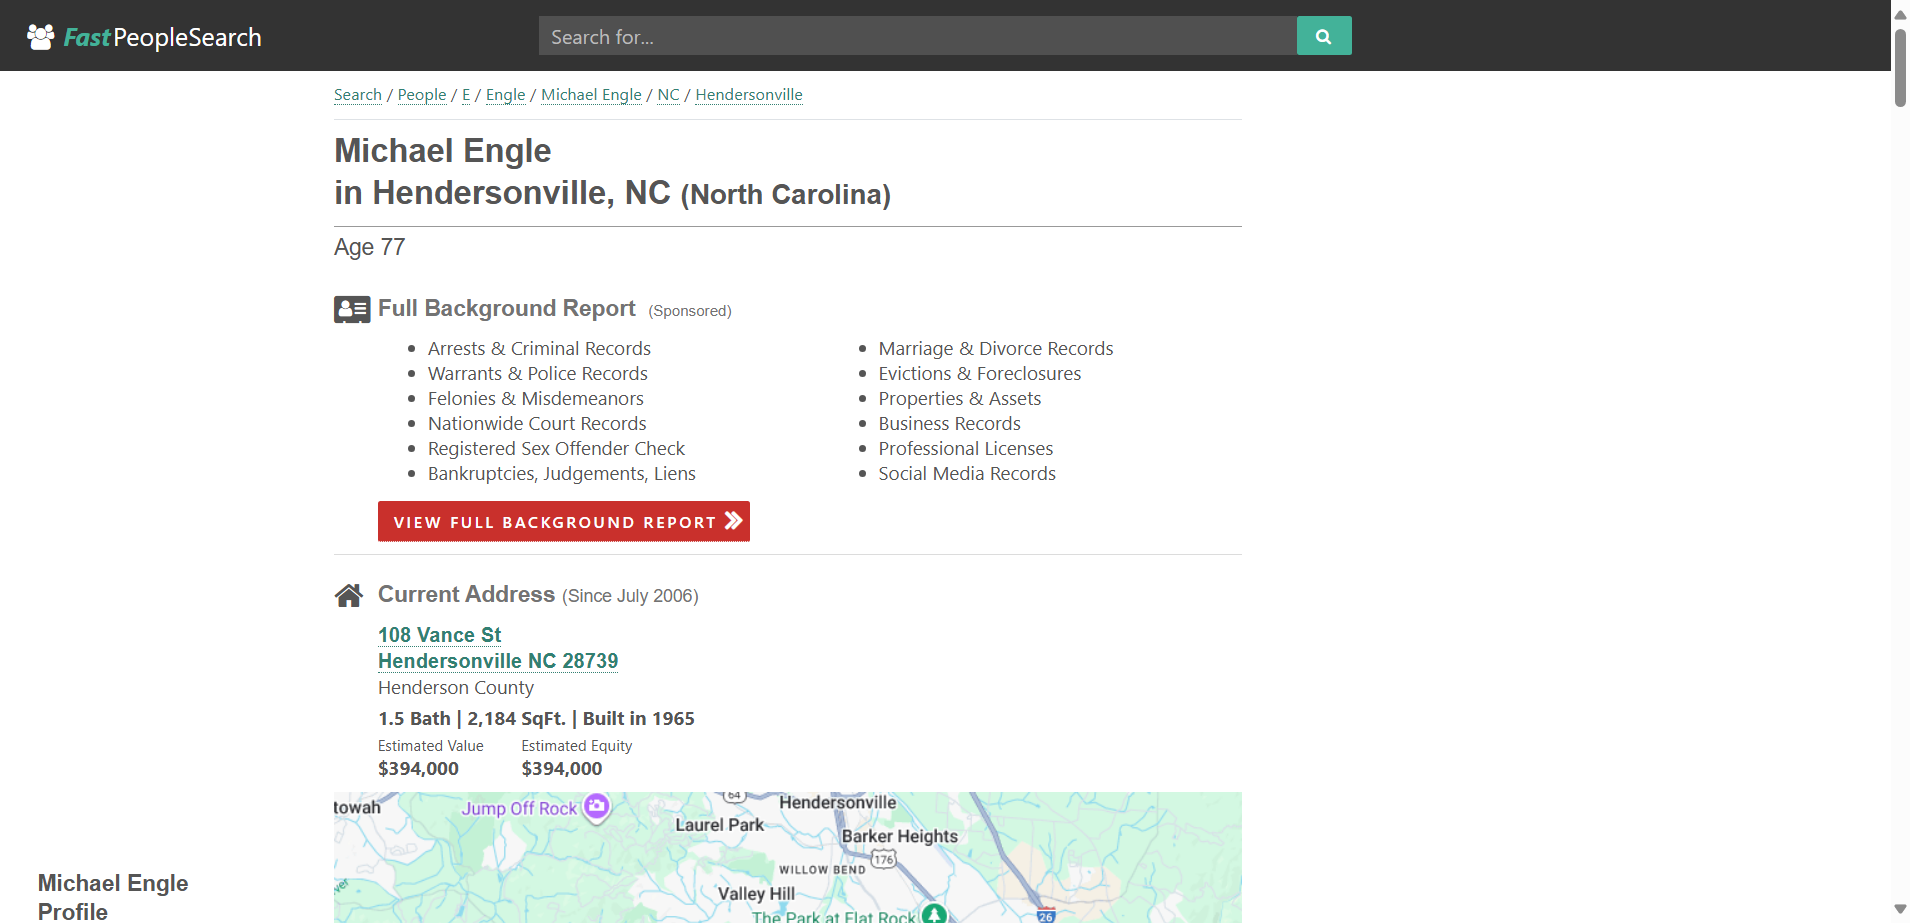 FastPeopleSearch
Search for...
Search / People / E / Engle / Michael Engle / NC / Hendersonville
Michael Engle
in Hendersonville, NC (North Carolina)
Age 77
Full Background Report (Sponsored)
Arrests & Criminal Records
Warrants & Police Records
Felonies & Misdemeanors
Nationwide Court Records
Registered Sex Offender Check
Bankruptcies, Judgements, Liens
Marriage & Divorce Records
Evictions & Foreclosures
Properties & Assets
Business Records
Professional Licenses
Social Media Records
VIEW FULL BACKGROUND REPORT
Current Address (Since July 2006)
108 Vance St
Hendersonville NC 28739
Henderson County
1.5 Bath | 2,184 SqFt. | Built in 1965
Estimated Value Estimated Equity
$394,000 $394,000
towah
Jump Off Rock
64
Hendersonville
Laurel Park
Barker Heights
176
WILLOW BEND
Valley Hill
The Park at Flat Rock
26
Michael Engle
Profile